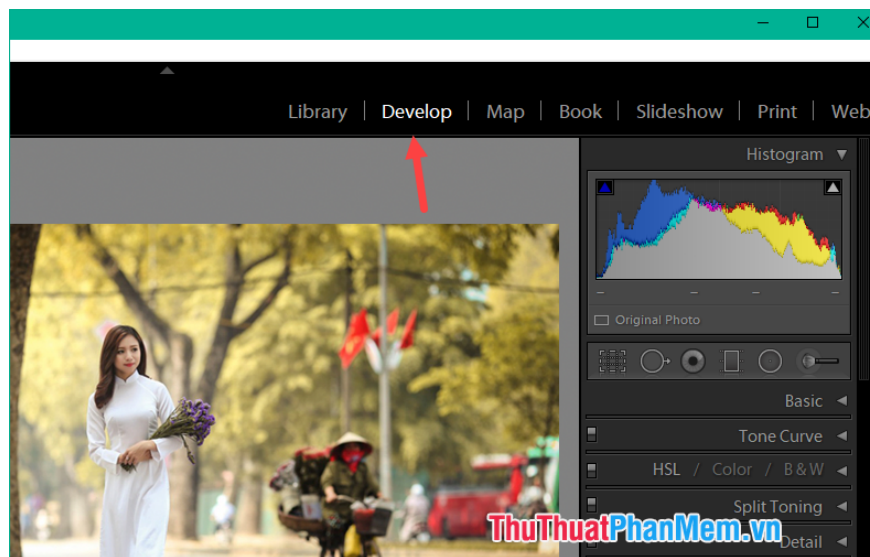 Library | Develop | Map | Book | Slideshow | Print | Web
Histogram
Original Photo
Basic
Tone Curve
HSL / Color / B & W
Split Toning
ThuThuatPhanMem.vn
Detail